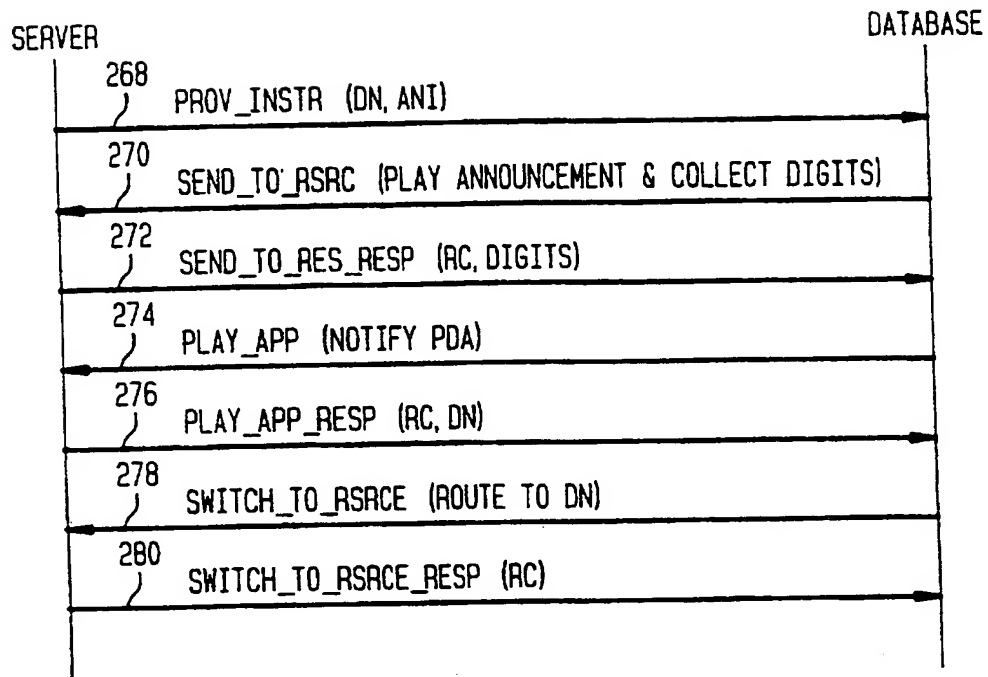 SERVER
DATABASE
268
PROV_INSTR (DN, ANI)
270
SEND_TO_RSRC (PLAY ANNOUNCEMENT & COLLECT DIGITS)
272
SEND_TO_RES_RESP (RC, DIGITS)
274
PLAY_APP (NOTIFY PDA)
276
PLAY_APP_RESP (RC, DN)
278
SWITCH_TO_RSRCE (ROUTE TO DN)
280
SWITCH_TO_RSRCE_RESP (RC)